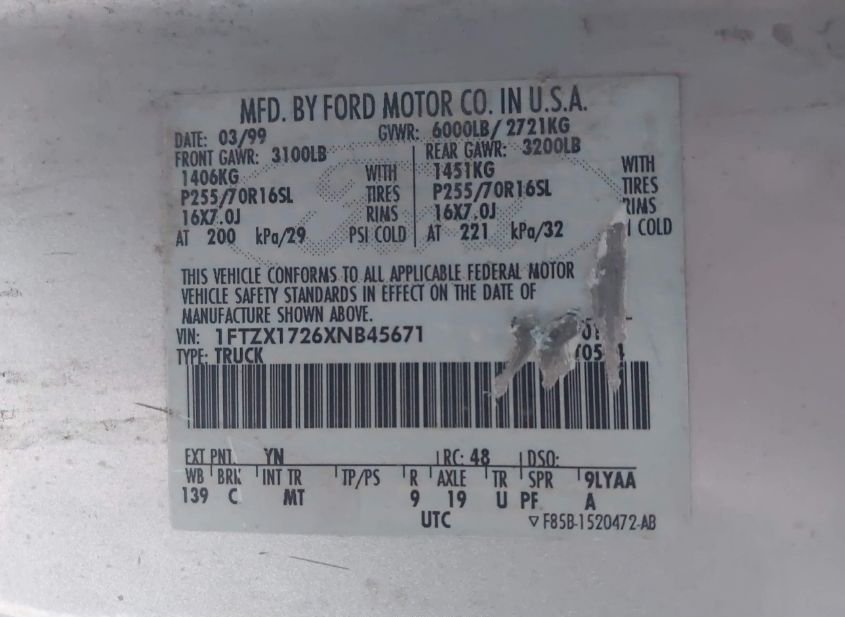 MFD. BY FORD MOTOR CO. IN U.S.A.
DATE: 03/99 GVWR: 6000LB/ 2721KG
FRONT GAWR: 3100LB REAR GAWR: 3200LB
1406KG WITH 1451KG WITH
P255/70R16SL TIRES P255/70R16SL TIRES
16X7.0J RIMS 16X7.0J RIMS
AT 200 kPa/29 PSI COLD AT 221 kPa/32 COLD
THIS VEHICLE CONFORMS TO ALL APPLICABLE FEDERAL MOTOR
VEHICLE SAFETY STANDARDS IN EFFECT ON THE DATE OF
MANUFACTURE SHOWN ABOVE.
VIN: 1FTZX1726XNB45671
TYPE: TRUCK
EXT PNT. YN RC: 48 DSO:
WB BRK INT TR TP/PS R AXLE TR SPR 9LYAA
139 C MT 9 19 U PF A
UTC ▽ F85B-1520472-AB